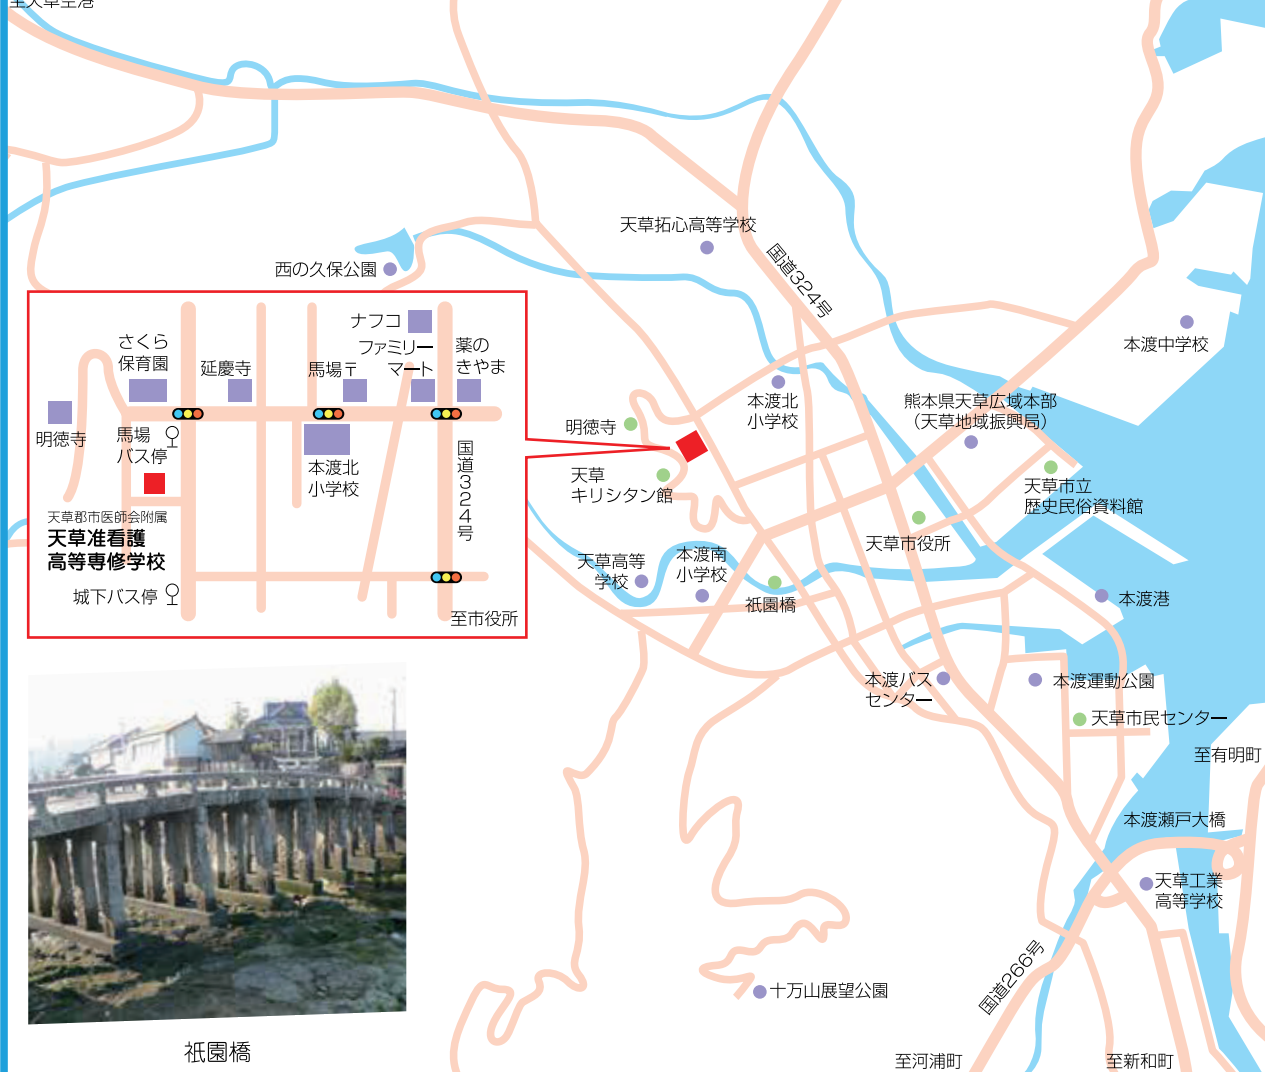 至天草空港
天草拓心高等学校
国道324号
西の久保公園
本渡中学校
ナフコ
ファミリー
マート
薬の
きやま
さくら
保育園
延慶寺
馬場〒
明徳寺
馬場
バス停
本渡北
小学校
国道324号
天草郡市医師会附属
天草准看護
高等専修学校
城下バス停
至市役所
本渡北
小学校
熊本県天草広域本部
（天草地域振興局）
明徳寺
天草
キリシタン館
天草市立
歴史民俗資料館
天草市役所
天草高等
学校
本渡南
小学校
祇園橋
本渡港
本渡バス
センター
本渡運動公園
天草市民センター
至有明町
本渡瀬戸大橋
天草工業
高等学校
国道266号
十万山展望公園
祇園橋
至河浦町
至新和町